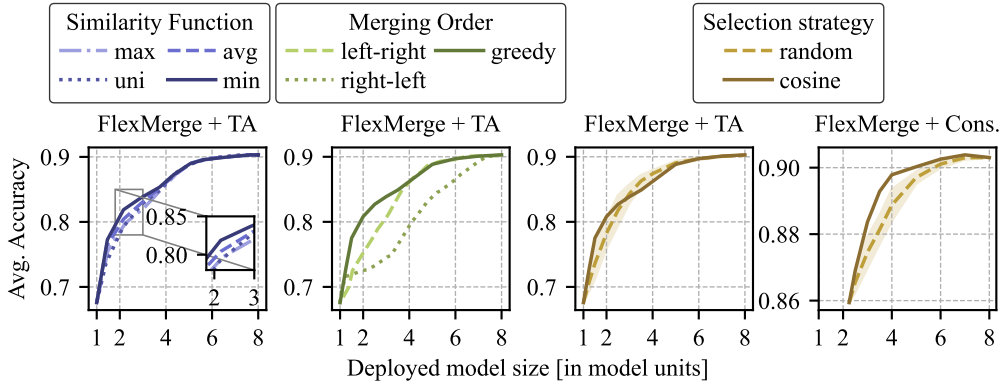 Similarity Function
max
avg
uni
min
Merging Order
left-right
greedy
right-left
Selection strategy
random
cosine
FlexMerge + TA
FlexMerge + TA
FlexMerge + TA
FlexMerge + Cons.
Avg. Accuracy
0.9
0.8
0.7
1 2 4 6 8
0.85
0.80
2 3
0.9
0.8
0.7
1 2 4 6 8
0.9
0.8
0.7
1 2 4 6 8
0.90
0.88
0.86
1 2 4 6 8
Deployed model size [in model units]